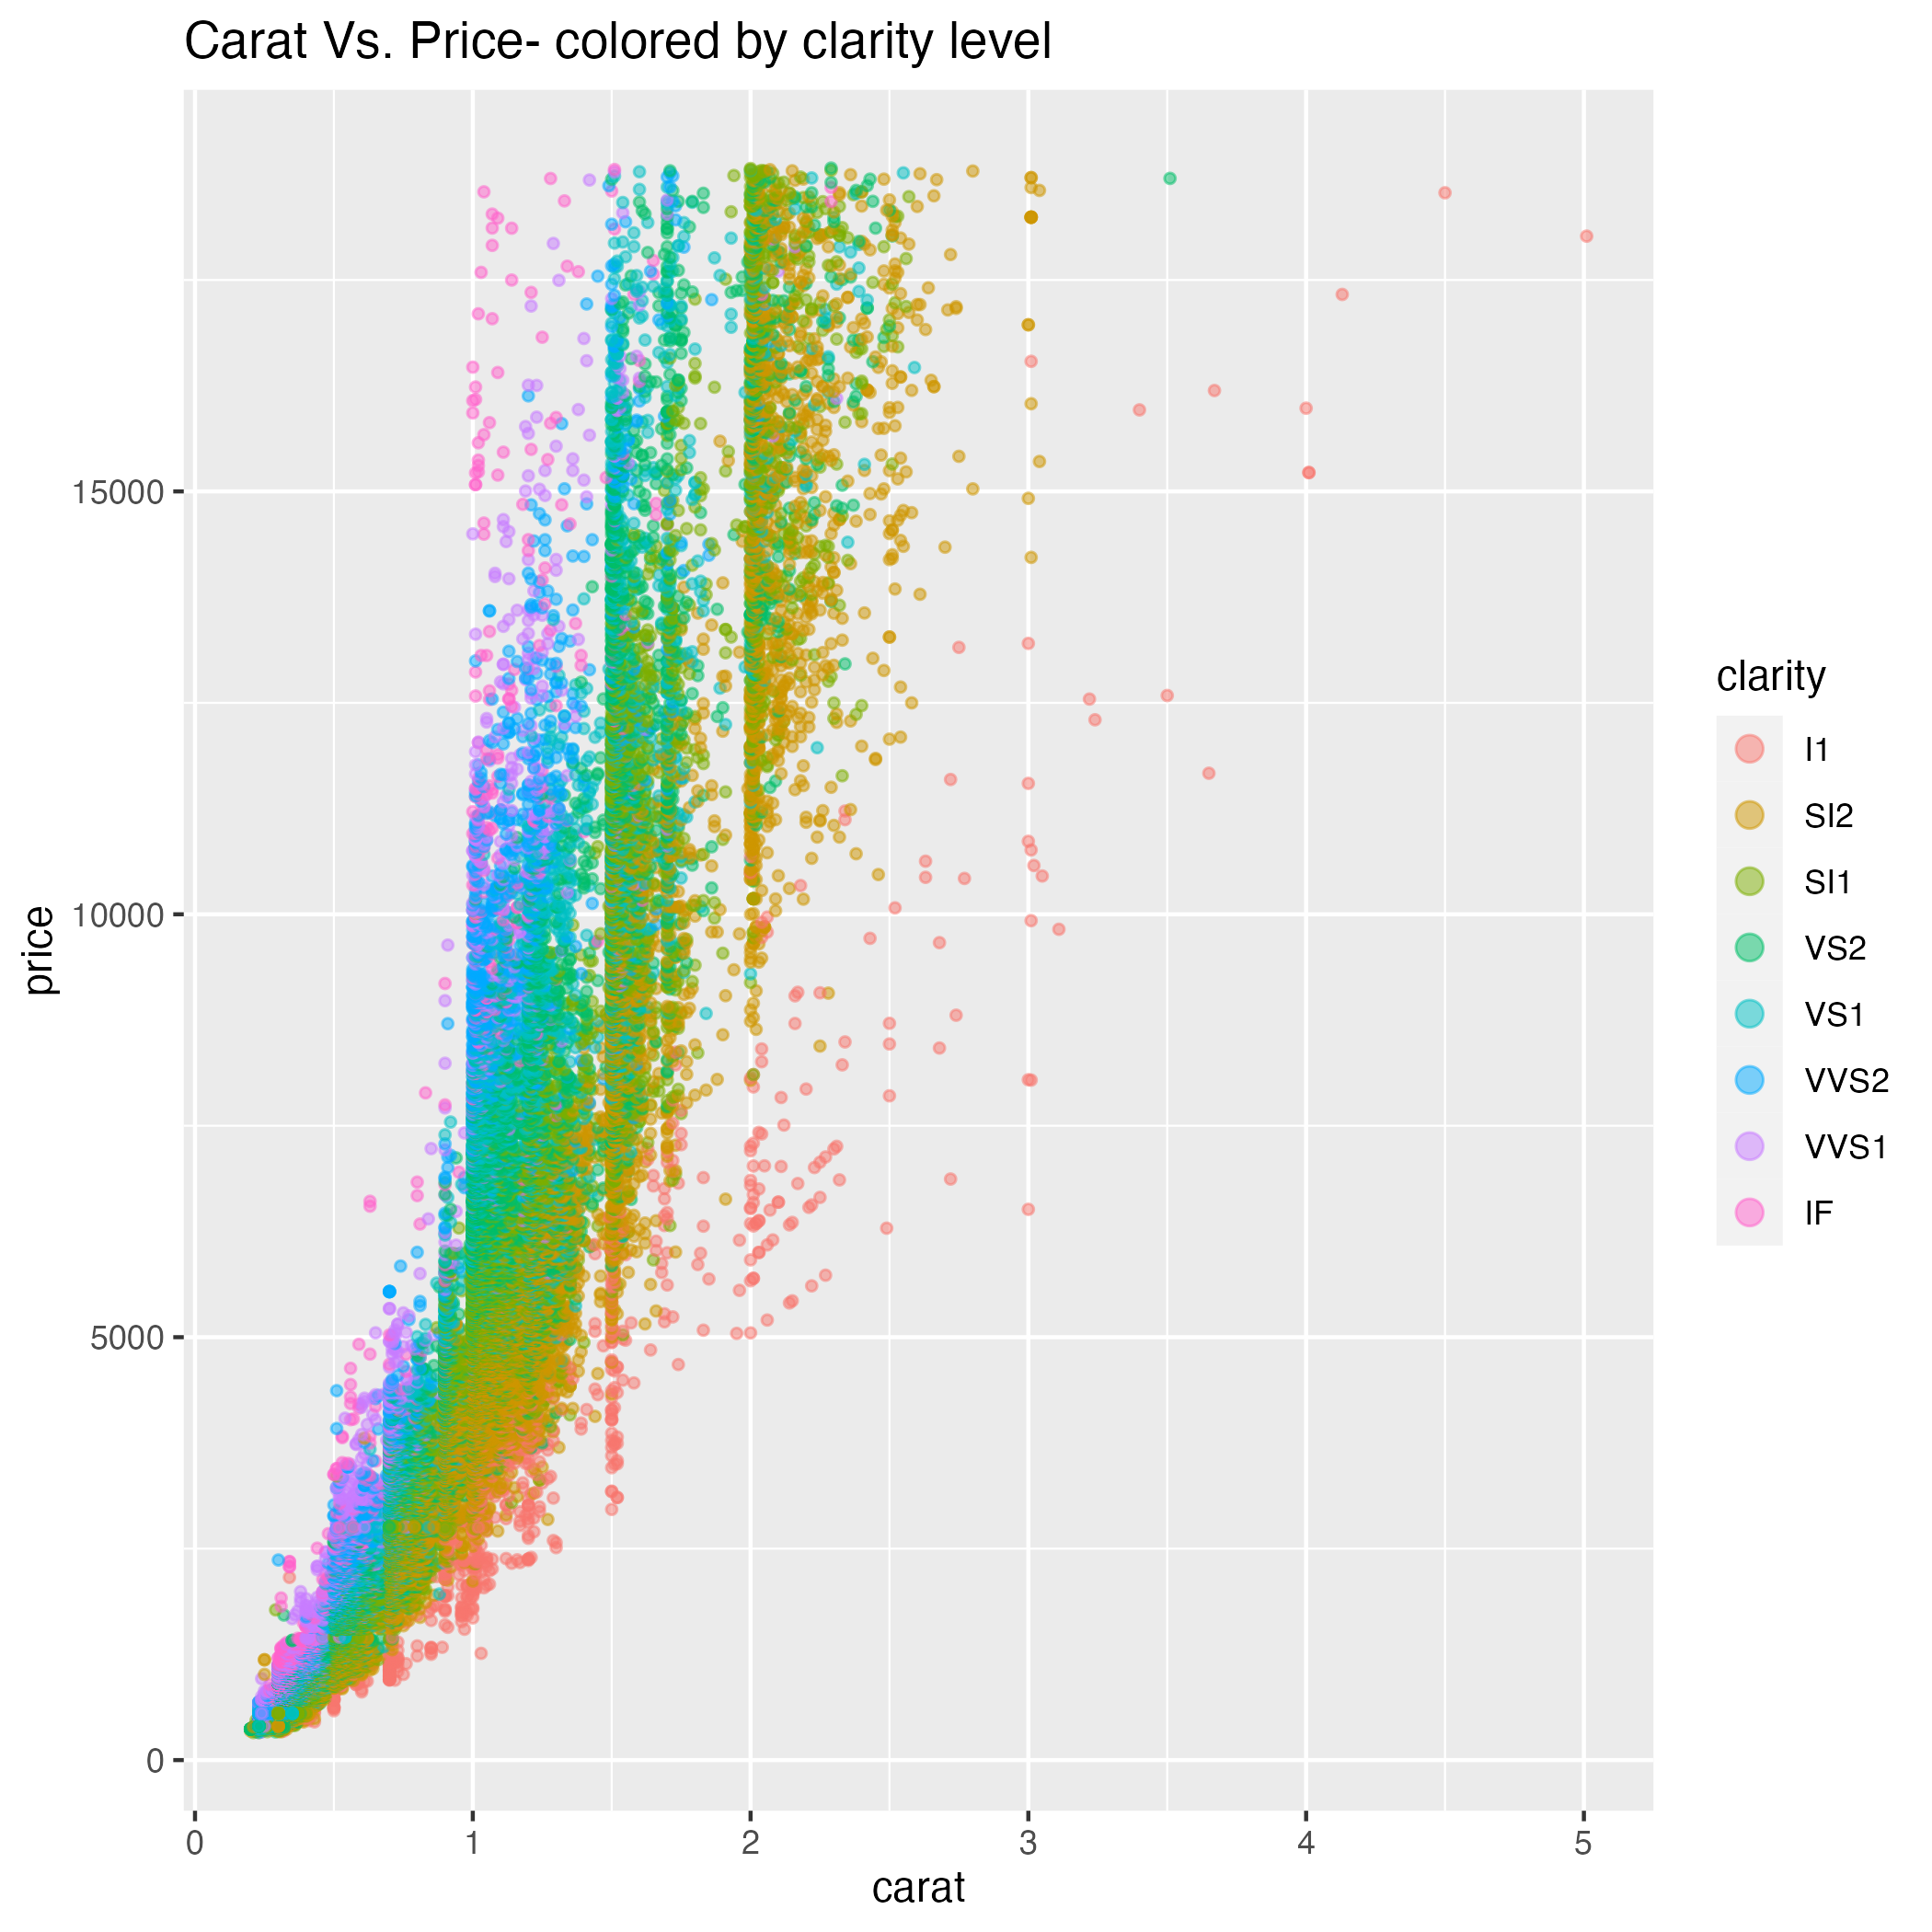 Carat Vs. Price- colored by clarity level
15000
10000
5000
0
price
0 1 2 3 4 5
carat
clarity
I1
SI2
SI1
VS2
VS1
VVS2
VVS1
IF